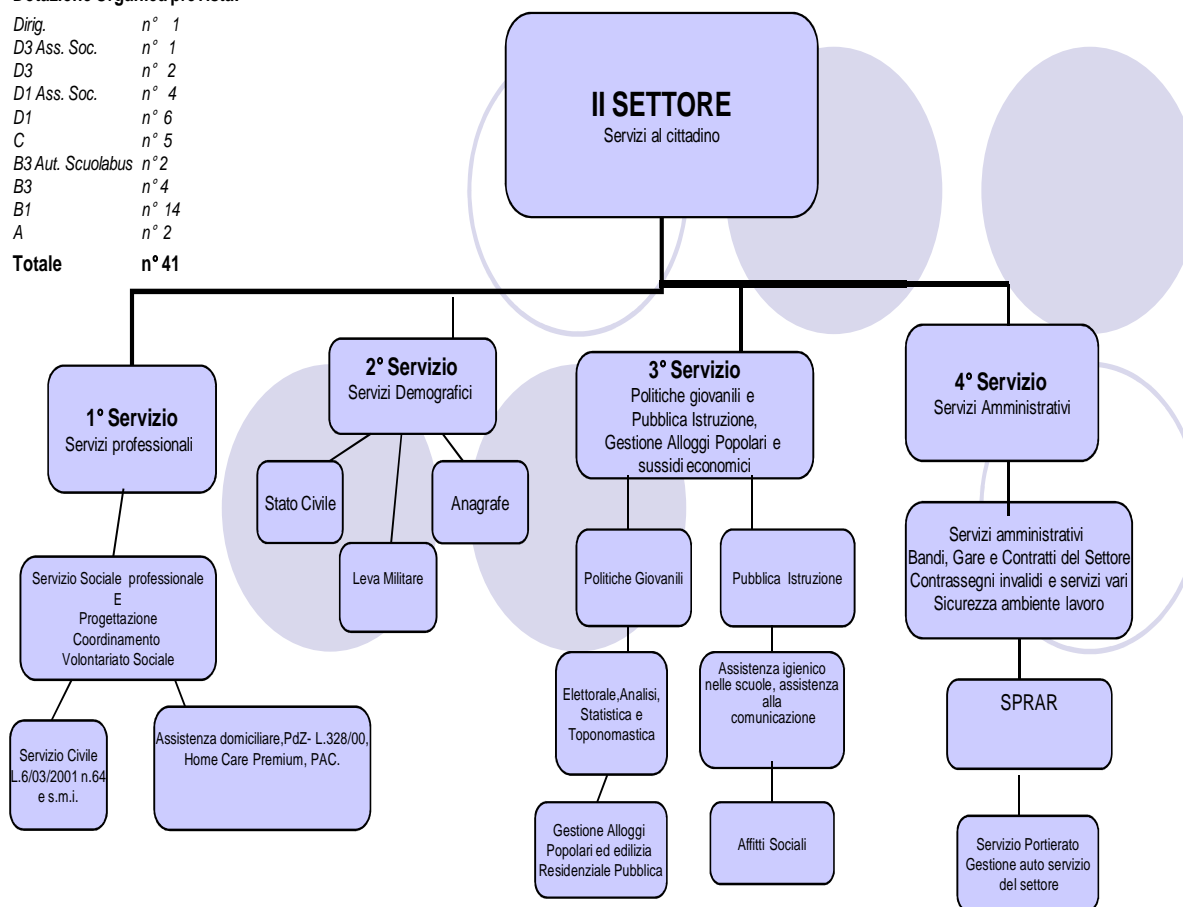 Dotazione Organica prevista:
Dirig. n° 1
D3 Ass. Soc. n° 1
D3 n° 2
D1 Ass. Soc. n° 4
D1 n° 6
C n° 5
B3 Aut. Scuolabus n°2
B3 n°4
B1 n° 14
A n° 2
Totale n° 41
II SETTORE
Servizi al cittadino
1° Servizio
Servizi professionali
2° Servizio
Servizi Demografici
3° Servizio
Politiche giovanili e
Pubblica Istruzione,
Gestione Alloggi Popolari e
sussidi economici
4° Servizio
Servizi Amministrativi
Stato Civile
Anagrafe
Leva Militare
Politiche Giovanili
Pubblica Istruzione
Servizi amministrativi
Bandi, Gare e Contratti del Settore
Contrassegni invalidi e servizi vari
Sicurezza ambiente lavoro
Servizio Sociale professionale
E
Progettazione
Coordinamento
Volontariato Sociale
Elettorale,Analisi,
Statistica e
Toponomastica
Assistenza igienico
nelle scuole, assistenza
alla
comunicazione
SPRAR
Servizio Civile
L.6/03/2001 n.64
e s.m.i.
Assistenza domiciliare,PdZ- L.328/00,
Home Care Premium, PAC.
Gestione Alloggi
Popolari ed edilizia
Residenziale Pubblica
Affitti Sociali
Servizio Portierato
Gestione auto servizio
del settore